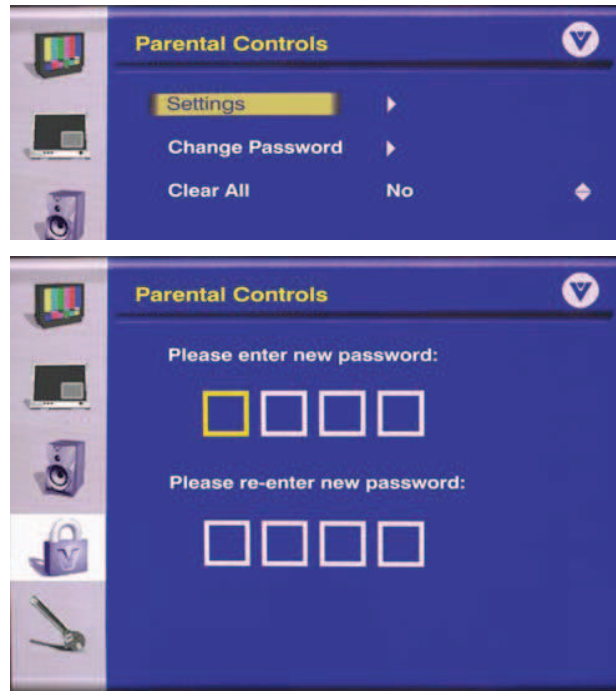 Parental Controls
Settings
Change Password
Clear All No
Parental Controls
Please enter new password:
Please re-enter new password: